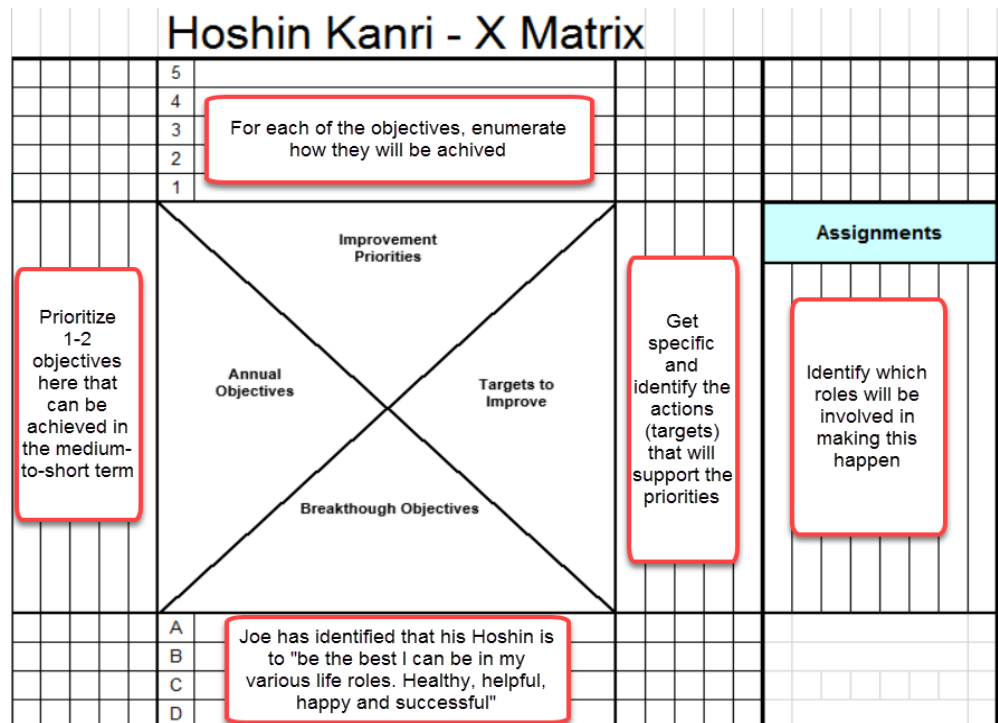 Hoshin Kanri - X Matrix
5
4
3
2
1
For each of the objectives, enumerate
how they will be achived
Improvement
Priorities
Assignments
Prioritize
1-2
objectives
here that
can be
achieved in
the medium-
to-short term
Annual
Objectives
Targets to
Improve
Get
specific
and
identify the
actions
(targets)
that will
support the
priorities
Identify which
roles will be
involved in
making this
happen
Breakthough Objectives
A
B
C
D
Joe has identified that his Hoshin is
to "be the best I can be in my
various life roles. Healthy, helpful,
happy and successful"